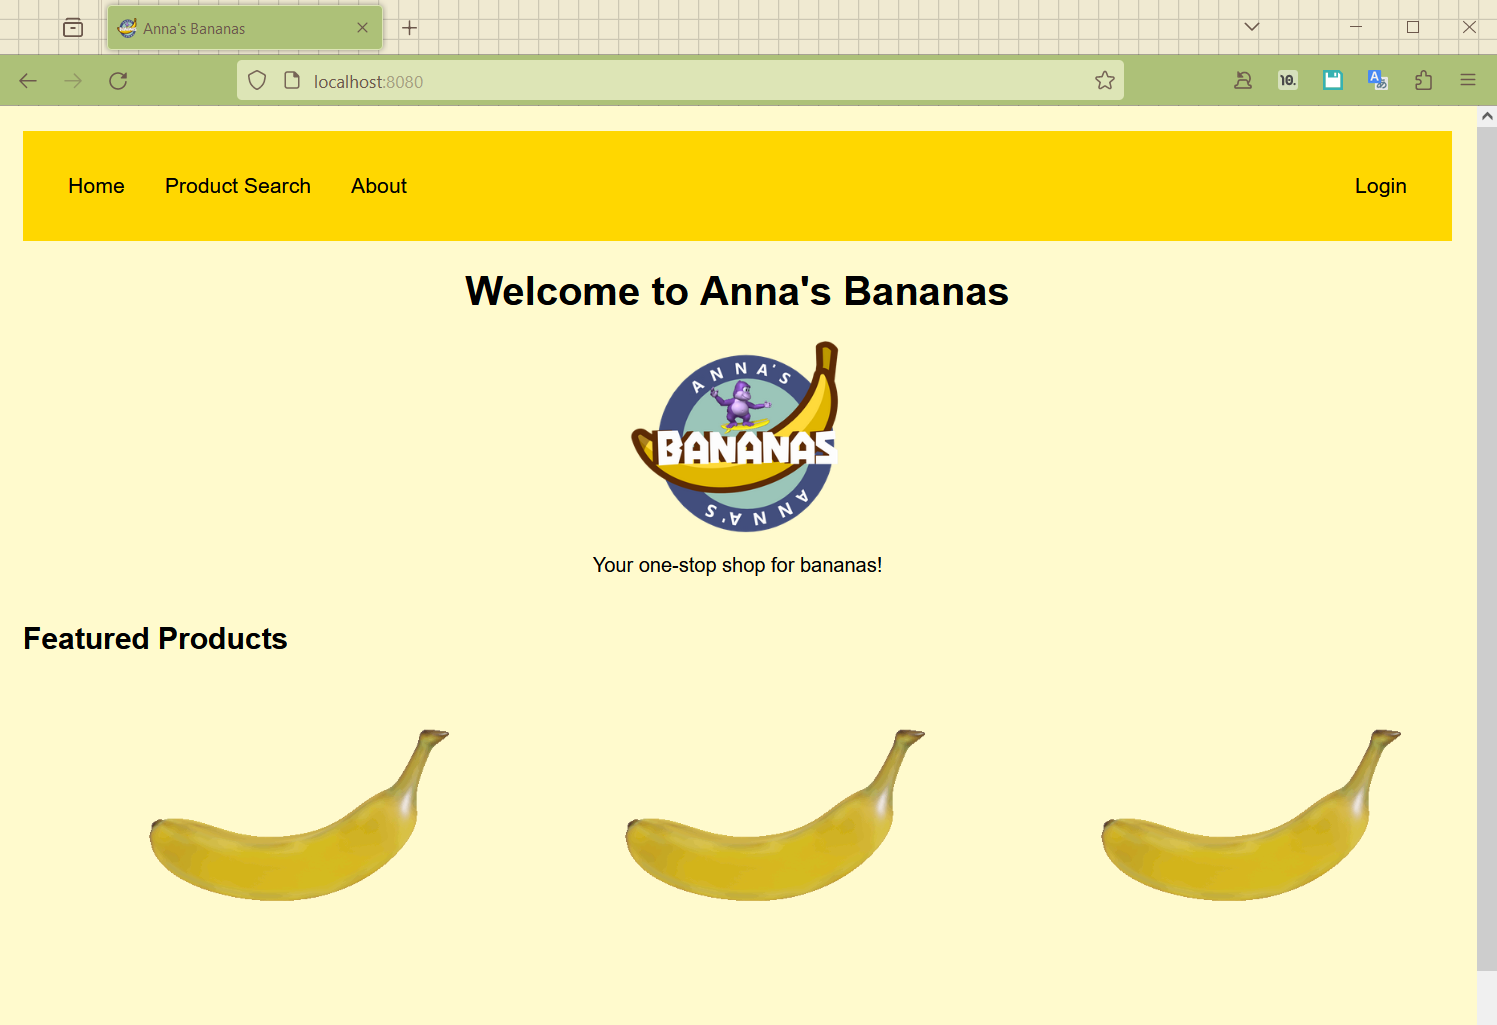 Anna's Bananas
localhost:8080
10.
A
Home Product Search About Login
Welcome to Anna's Bananas
ANNA'S
BANANAS
ANNA'S
Your one-stop shop for bananas!
Featured Products